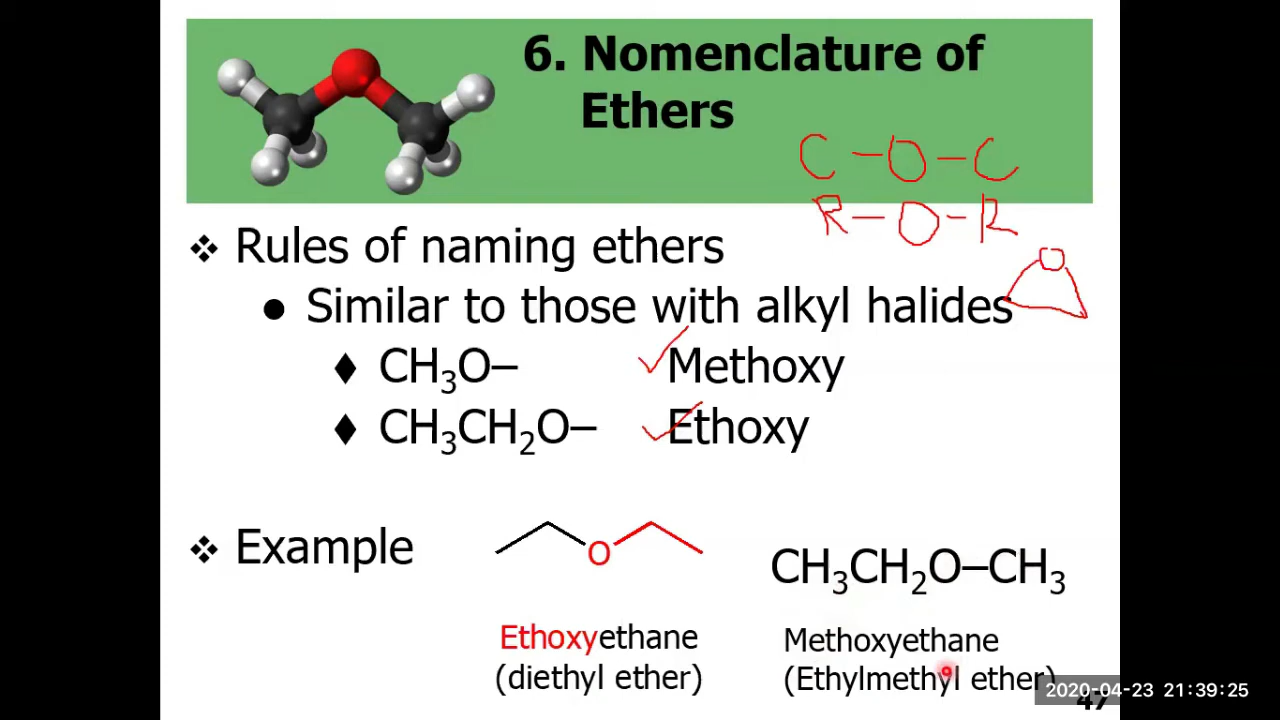 6. Nomenclature of
Ethers
C – O – C
R – O – R
❖ Rules of naming ethers
● Similar to those with alkyl halides
♦ CH₃O– Methoxy
♦ CH₃CH₂O– Ethoxy
❖ Example
O
CH₃CH₂O–CH₃
Ethoxyethane
(diethyl ether)
Methoxyethane
(Ethylmethyl ether)
2020-04-23 21:39:25
47